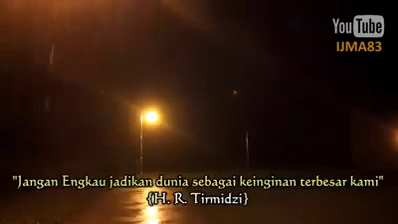 YouTube
IJMA83
"Jangan Engkau jadikan dunia sebagai keinginan terbesar kami"
{H. R. Tirmidzi}